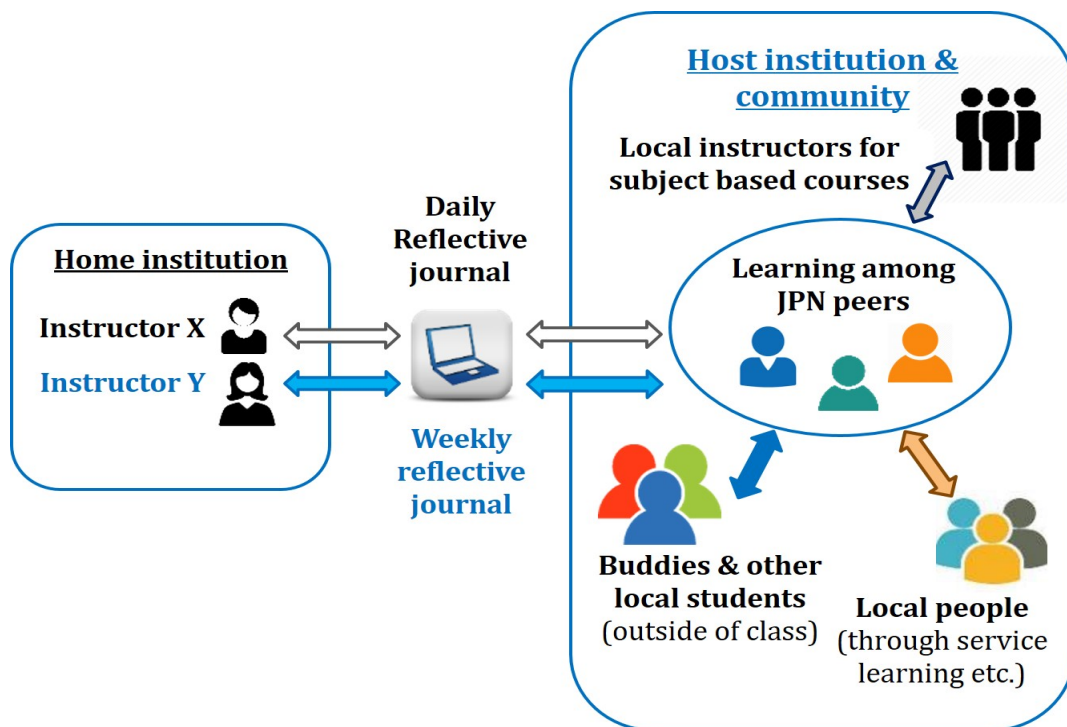 Home institution
Instructor X
Instructor Y
Daily
Reflective
journal
Weekly
reflective
journal
Host institution &
community
Local instructors for
subject based courses
Learning among
JPN peers
Buddies & other
local students
(outside of class)
Local people
(through service
learning etc.)